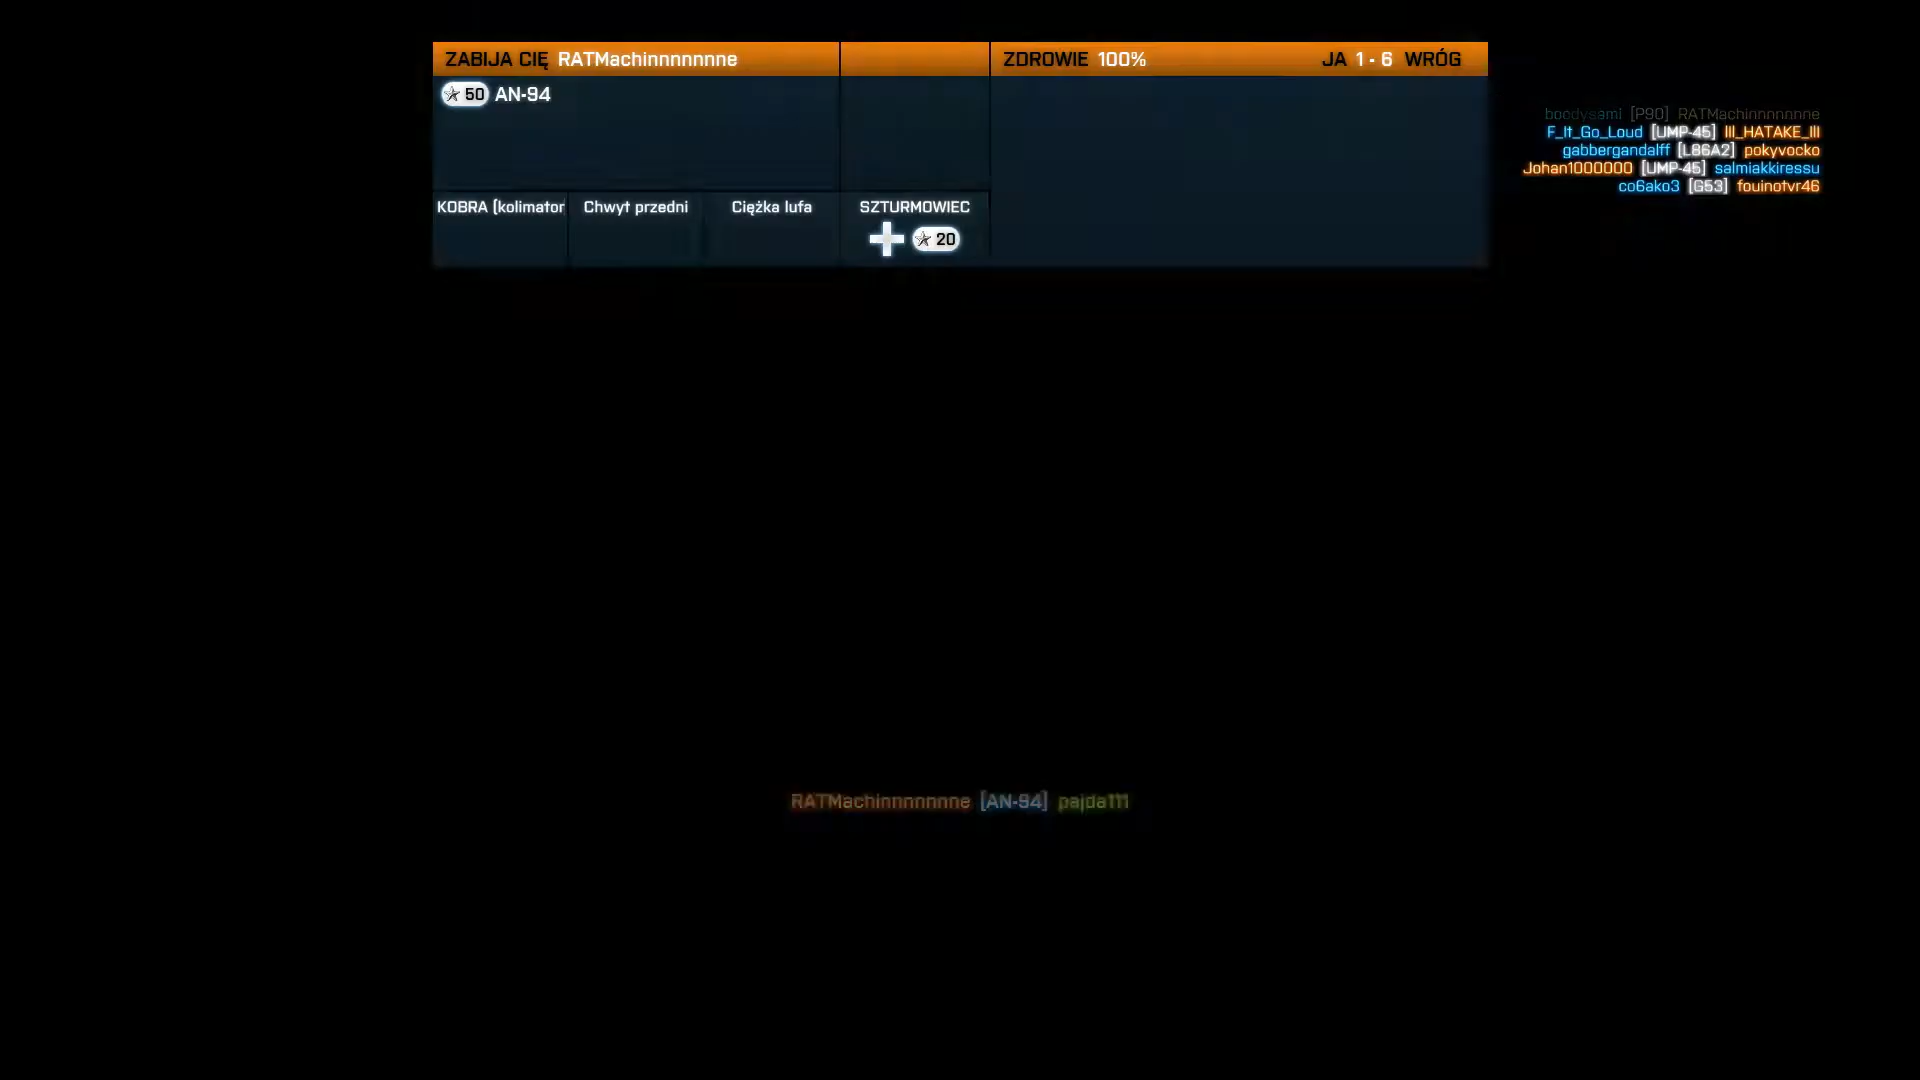 ZABIJA CIĘ RATMachinnnnnnne ZDROWIE 100% JA 1 - 6 WRÓG
50 AN-94
boodysami [P90] RATMachinnnnnnne
F_It_Go_Loud [UMP-45] III_HATAKE_III
gabbergandalff [L86A2] pokyvocko
Johan1000000 [UMP-45] salmiakkiressu
co6ako3 [G53] fouinotvr46
KOBRA (kolimator Chwyt przedni Ciężka lufa SZTURMOWIEC
20
RATMachinnnnnnne [AN-94] pajda111